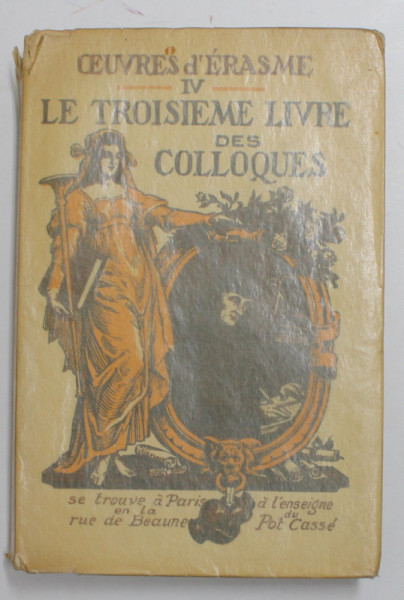 ŒUVRES d'ÉRASME
IV
LE TROISIEME LIVRE
DES
COLLOQUES
se trouve à Paris à l'enseigne
en la du
rue de Beaune Pot Cassé